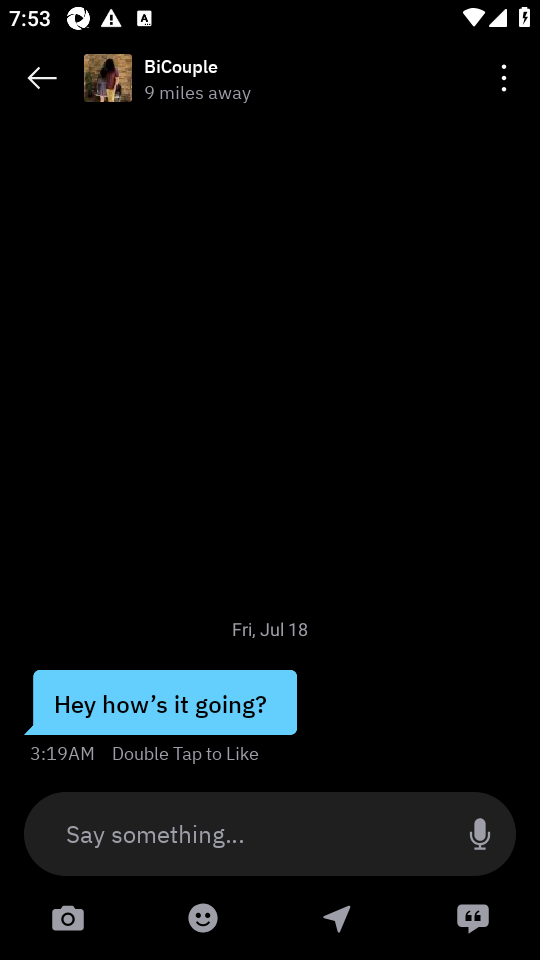 7:53
BiCouple
9 miles away
Fri, Jul 18
Hey how’s it going?
3:19AM Double Tap to Like
Say something...